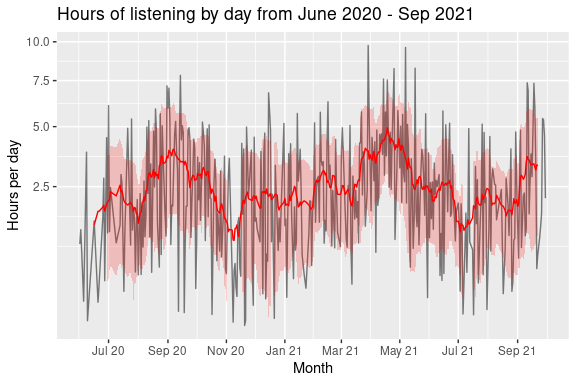 Hours of listening by day from June 2020 - Sep 2021
10.0
7.5
5.0
2.5
Hours per day
Jul 20 Sep 20 Nov 20 Jan 21 Mar 21 May 21 Jul 21 Sep 21
Month